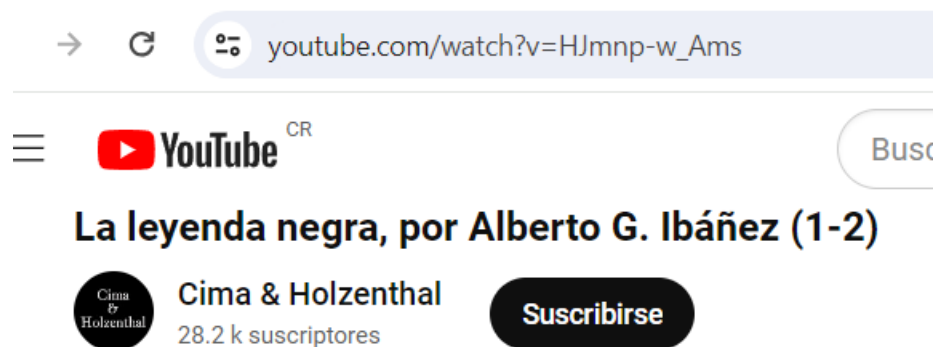 youtube.com/watch?v=HJmnp-w_Ams
YouTube CR
Busc
La leyenda negra, por Alberto G. Ibáñez (1-2)
Cima
&
Holzenthal
Cima & Holzenthal
28.2 k suscriptores
Suscribirse